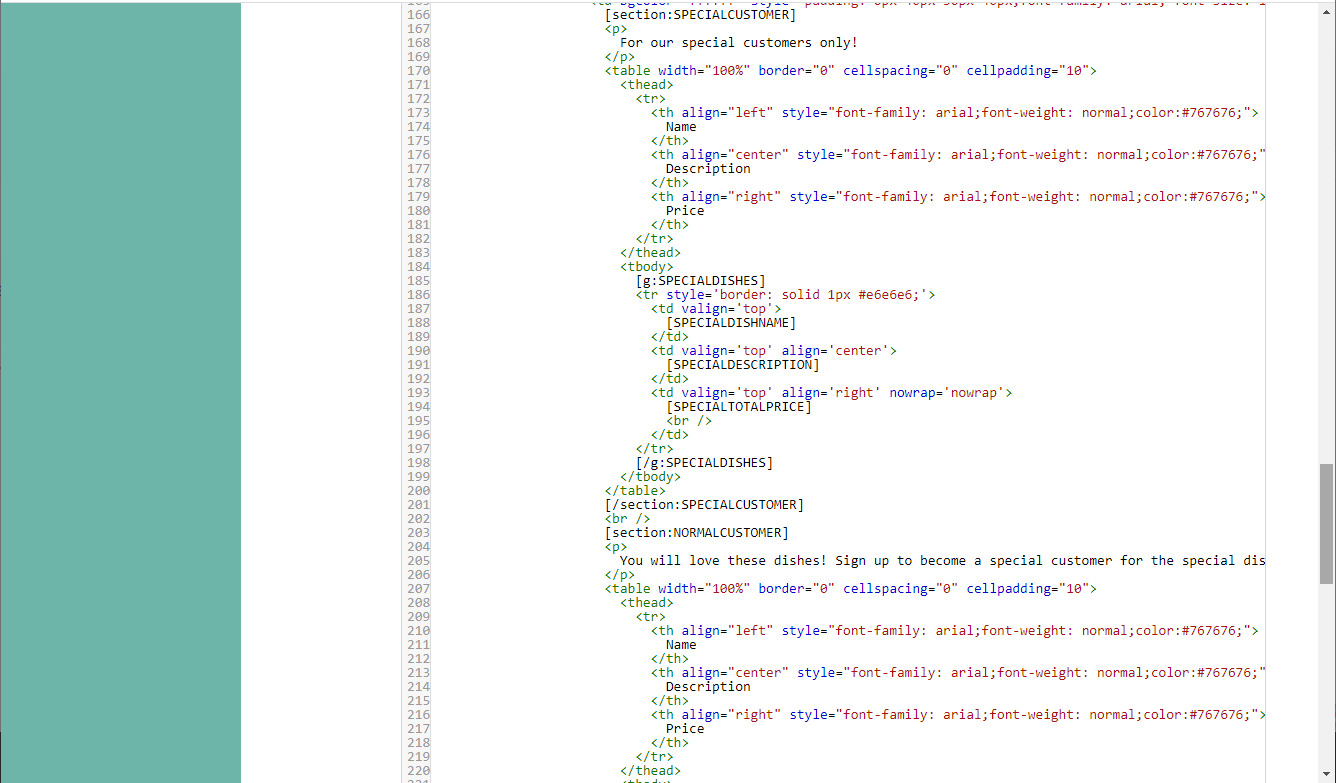 166 [section:SPECIALCUSTOMER]
167 <p>
168 For our special customers only!
169 </p>
170 <table width="100%" border="0" cellspacing="0" cellpadding="10">
171 <thead>
172 <tr>
173 <th align="left" style="font-family: arial;font-weight: normal;color:#767676;">
174 Name
175 </th>
176 <th align="center" style="font-family: arial;font-weight: normal;color:#767676;"
177 Description
178 </th>
179 <th align="right" style="font-family: arial;font-weight: normal;color:#767676;">
180 Price
181 </th>
182 </tr>
183 </thead>
184 <tbody>
185 [g:SPECIALDISHES]
186 <tr style='border: solid 1px #e6e6e6;'>
187 <td valign='top'>
188 [SPECIALDISHNAME]
189 </td>
190 <td valign='top' align='center'>
191 [SPECIALDESCRIPTION]
192 </td>
193 <td valign='top' align='right' nowrap='nowrap'>
194 [SPECIALTOTALPRICE]
195 <br />
196 </td>
197 </tr>
198 [/g:SPECIALDISHES]
199 </tbody>
200 </table>
201 [/section:SPECIALCUSTOMER]
202 <br />
203 [section:NORMALCUSTOMER]
204 <p>
205 You will love these dishes! Sign up to become a special customer for the special dis
206 </p>
207 <table width="100%" border="0" cellspacing="0" cellpadding="10">
208 <thead>
209 <tr>
210 <th align="left" style="font-family: arial;font-weight: normal;color:#767676;">
211 Name
212 </th>
213 <th align="center" style="font-family: arial;font-weight: normal;color:#767676;"
214 Description
215 </th>
216 <th align="right" style="font-family: arial;font-weight: normal;color:#767676;">
217 Price
218 </th>
219 </tr>
220 </thead>